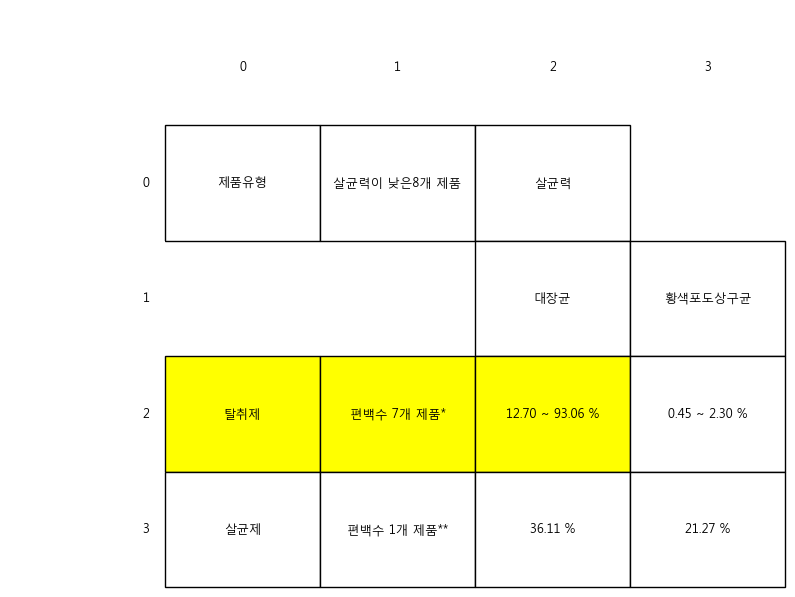 0 1 2 3
0 제품유형 살균력이 낮은8개 제품 살균력
1 대장균 황색포도상구균
2 탈취제 편백수 7개 제품* 12.70 ~ 93.06 % 0.45 ~ 2.30 %
3 살균제 편백수 1개 제품** 36.11 % 21.27 %